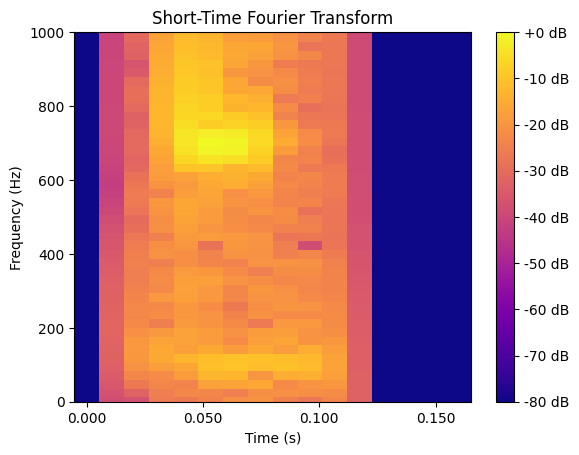 Short-Time Fourier Transform
1000
800
600
400
200
0
Frequency (Hz)
0.000
0.050
0.100
0.150
Time (s)
+0 dB
-10 dB
-20 dB
-30 dB
-40 dB
-50 dB
-60 dB
-70 dB
-80 dB